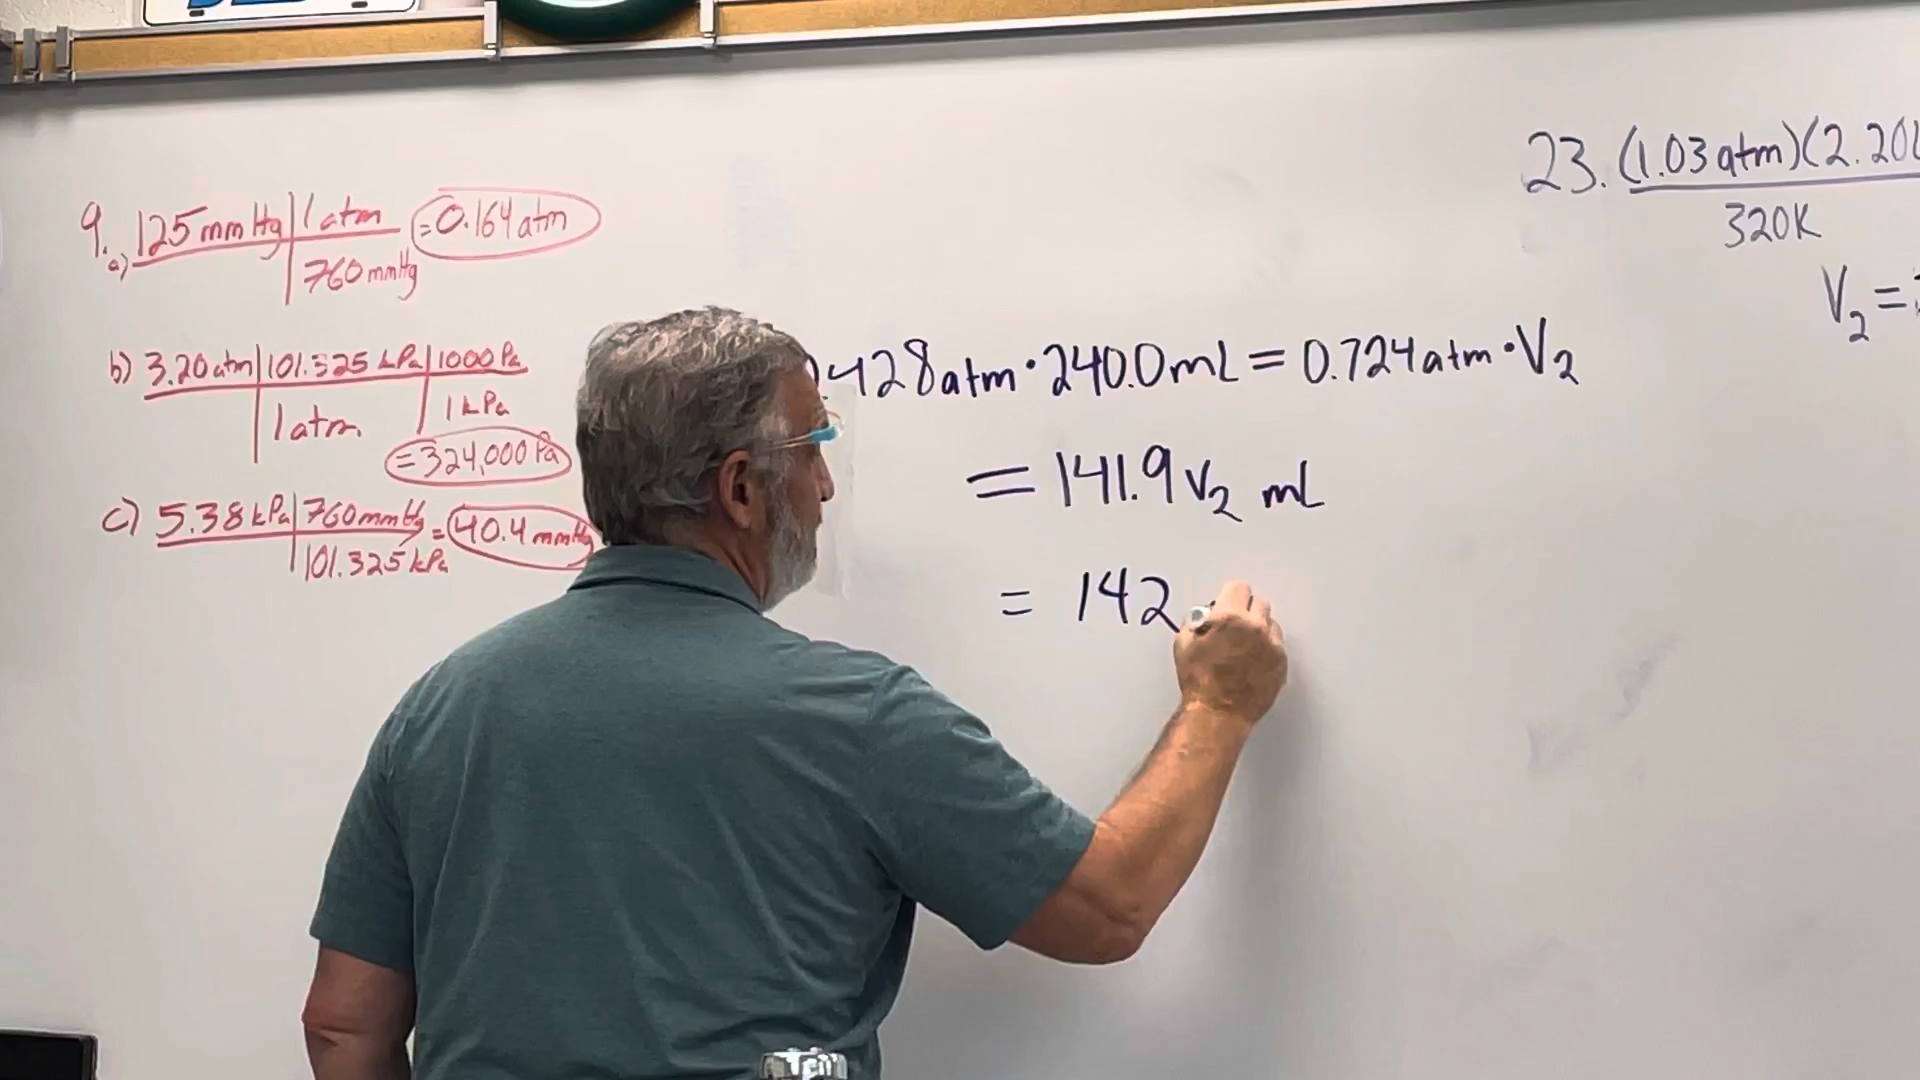 9. a) 125 mmHg | 1 atm = 0.164 atm
760 mmHg
b) 3.20 atm | 101.325 kPa | 1000 Pa
1 atm 1 kPa
= 324,000 Pa
c) 5.38 kPa | 760 mmHg = 40.4 mmHg
101.325 kPa
.428 atm · 240.0 mL = 0.724 atm · V₂
= 141.9 V₂ mL
= 142
23. (1.03 atm)(2.20
320K
V₂ =